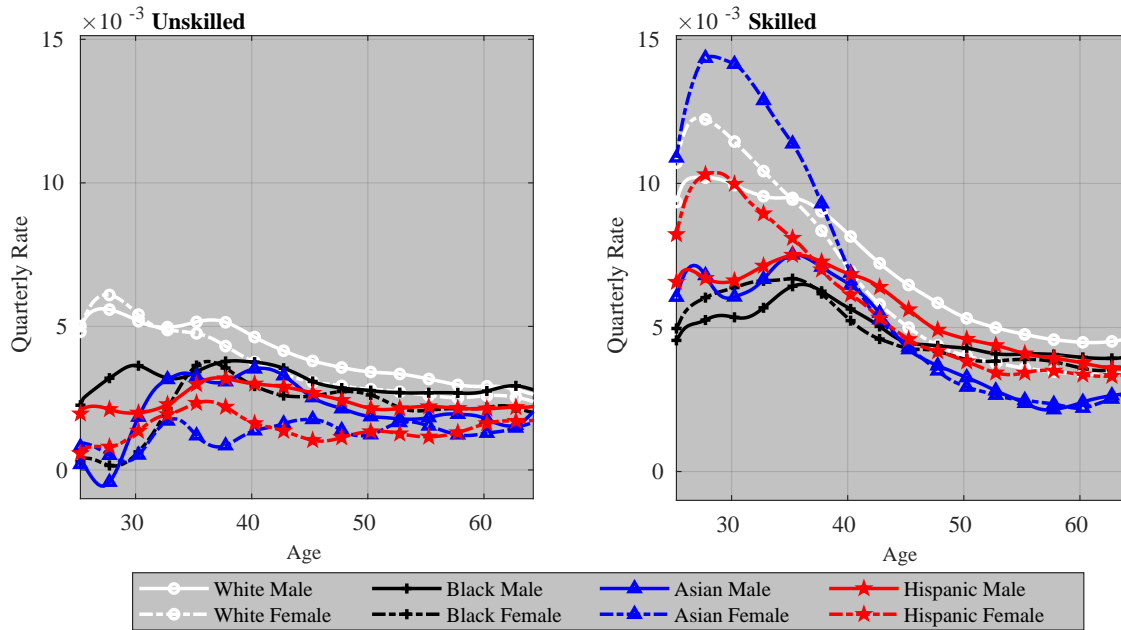 ×10 -3 Unskilled
15
10
5
0
Quarterly Rate
30 40 50 60
Age
×10 -3 Skilled
15
10
5
0
Quarterly Rate
30 40 50 60
Age
White Male Black Male Asian Male Hispanic Male
White Female Black Female Asian Female Hispanic Female